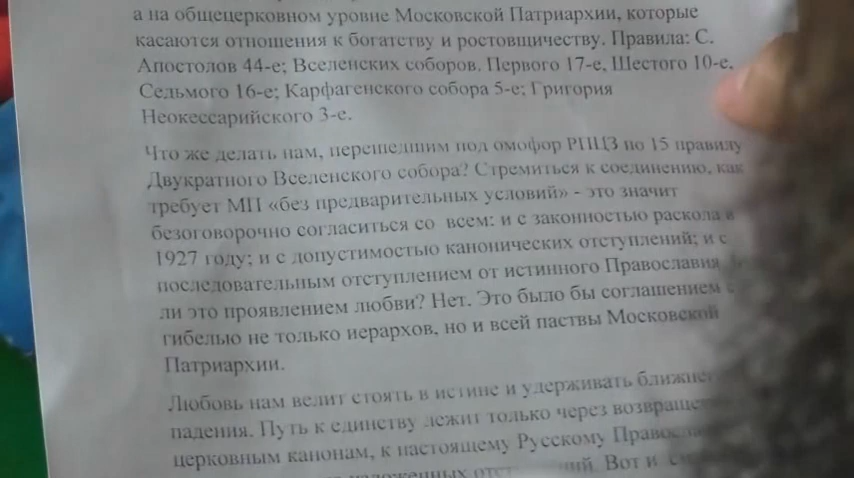 а на общецерковном уровне Московской Патриархии, которые
касаются отношения к богатству и ростовщичеству. Правила: С.
Апостолов 44-е; Вселенских соборов. Первого 17-е, Шестого 10-е,
Седьмого 16-е; Карфагенского собора 5-е; Григория
Неокессарийского 3-е.
Что же делать нам, перешедшим под омофор РПЦЗ по 15 правилу
Двукратного Вселенского собора? Стремиться к соединению, как
требует МП «без предварительных условий» - это значит
безоговорочно согласиться со всем: и с законностью раскола в
1927 году; и с допустимостью канонических отступлений; и с
последовательным отступлением от истинного Православия
ли это проявлением любви? Нет. Это было бы соглашением с
гибелью не только иерархов, но и всей паствы Московской
Патриархии.
Любовь нам велит стоять в истине и удерживать
падения. Путь к единству лежит только через
церковным канонам, к настоящему Русскому
Вот и